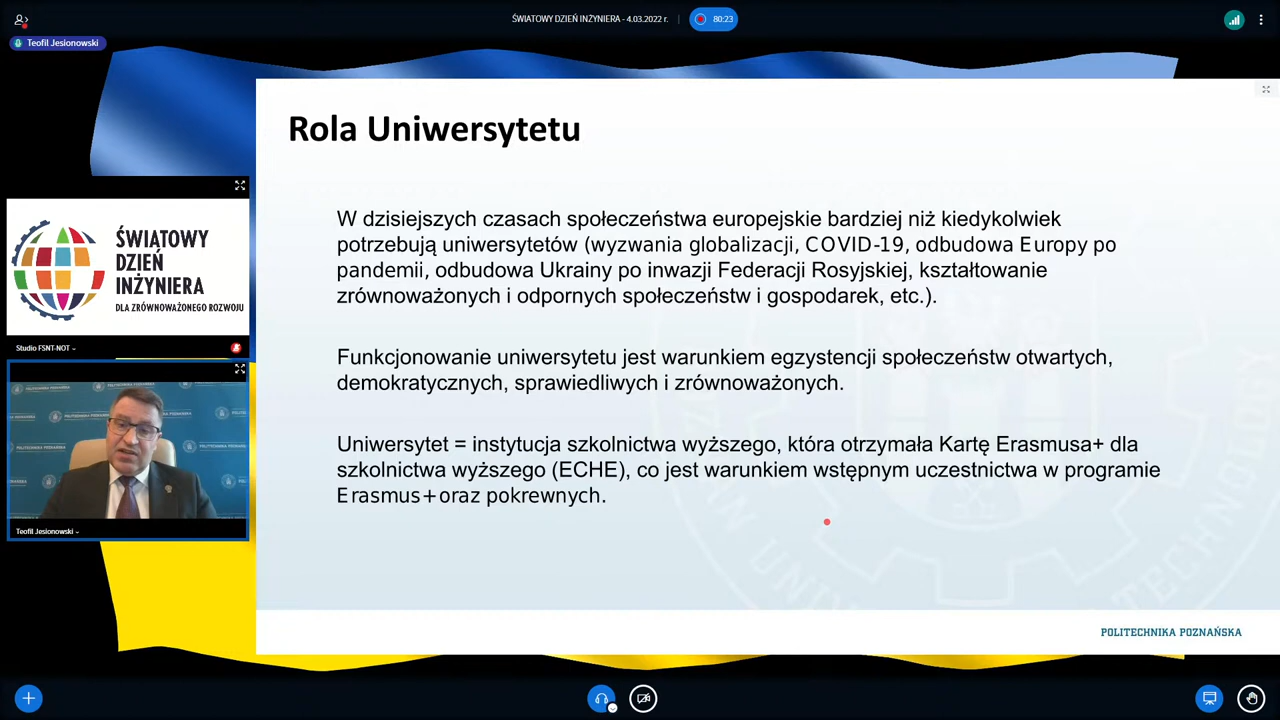 ŚWIATOWY DZIEŃ INŻYNIERA - 4.03.2022 r.
80:23
Teofil Jesionowski
Rola Uniwersytetu
W dzisiejszych czasach społeczeństwa europejskie bardziej niż kiedykolwiek
potrzebują uniwersytetów (wyzwania globalizacji, COVID-19, odbudowa Europy po
pandemii, odbudowa Ukrainy po inwazji Federacji Rosyjskiej, kształtowanie
zrównoważonych i odpornych społeczeństw i gospodarek, etc.).
Funkcjonowanie uniwersytetu jest warunkiem egzystencji społeczeństw otwartych,
demokratycznych, sprawiedliwych i zrównoważonych.
Uniwersytet = instytucja szkolnictwa wyższego, która otrzymała Kartę Erasmusa+ dla
szkolnictwa wyższego (ECHE), co jest warunkiem wstępnym uczestnictwa w programie
Erasmus+oraz pokrewnych.
POLITECHNIKA POZNAŃSKA
ŚWIATOWY
DZIEŃ
INŻYNIERA
DLA ZRÓWNOWAŻONEGO ROZWOJU
Studio FSNT-NOT
POLITECHNIKA POZNAŃSKA
Teofil Jesionowski